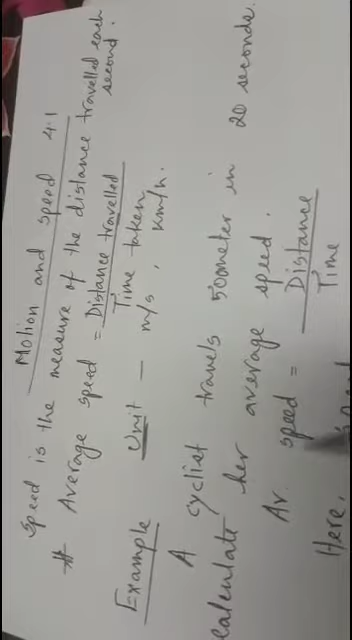 Motion and speed 4.1
Speed is the measure of the distance travelled each
second.
# Average speed = Distance travelled
Time taken
Unit - m/s, km/h.
Example
A cyclist travels 500meter in 20 seconds.
calculate her average speed.
Av. speed = Distance
Time
Here,